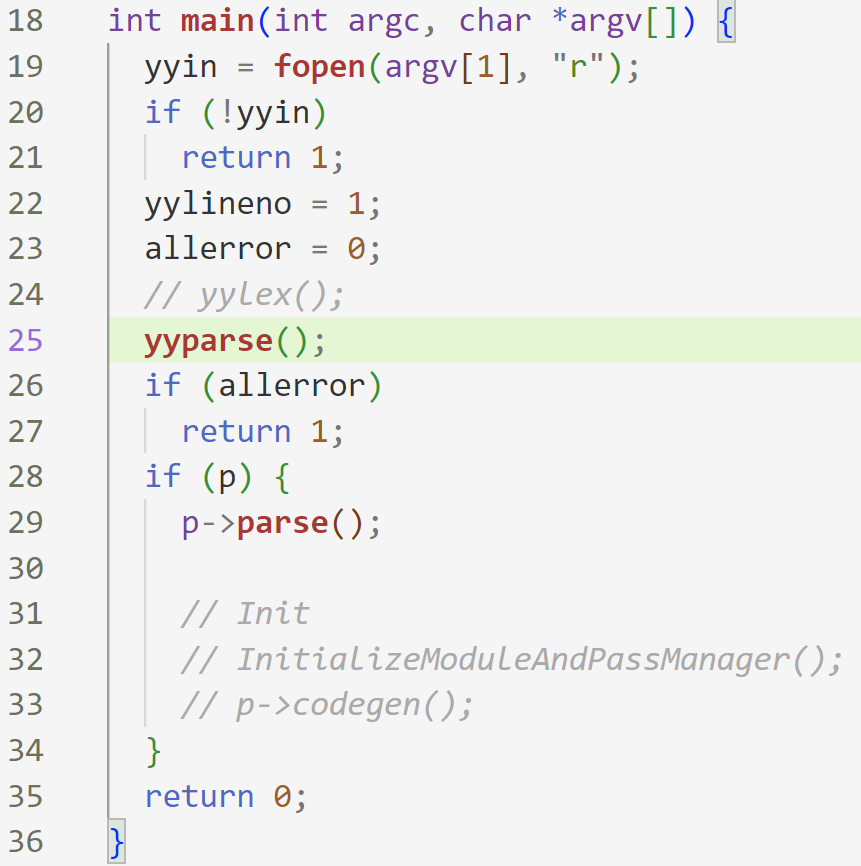 18 int main(int argc, char *argv[]) {
19   yyin = fopen(argv[1], "r");
20   if (!yyin)
21     return 1;
22   yylineno = 1;
23   allerror = 0;
24   // yylex();
25   yyparse();
26   if (allerror)
27     return 1;
28   if (p) {
29     p->parse();
30
31     // Init
32     // InitializeModuleAndPassManager();
33     // p->codegen();
34   }
35   return 0;
36 }